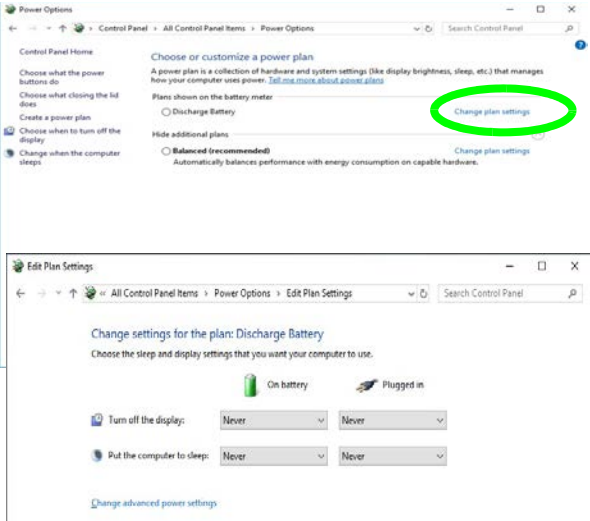 Power Options
Control Panel › All Control Panel Items › Power Options
Search Control Panel
Control Panel Home
Choose what the power
buttons do
Choose what closing the lid
does
Create a power plan
Choose when to turn off the
display
Change when the computer
sleeps
Choose or customize a power plan
A power plan is a collection of hardware and system settings (like display brightness, sleep, etc.) that manages
how your computer uses power. Tell me more about power plans
Plans shown on the battery meter
Discharge Battery Change plan settings
Hide additional plans
Balanced (recommended) Change plan settings
Automatically balances performance with energy consumption on capable hardware.
Edit Plan Settings
« All Control Panel Items › Power Options › Edit Plan Settings
Search Control Panel
Change settings for the plan: Discharge Battery
Choose the sleep and display settings that you want your computer to use.
On battery Plugged in
Turn off the display: Never Never
Put the computer to sleep: Never Never
Change advanced power settings